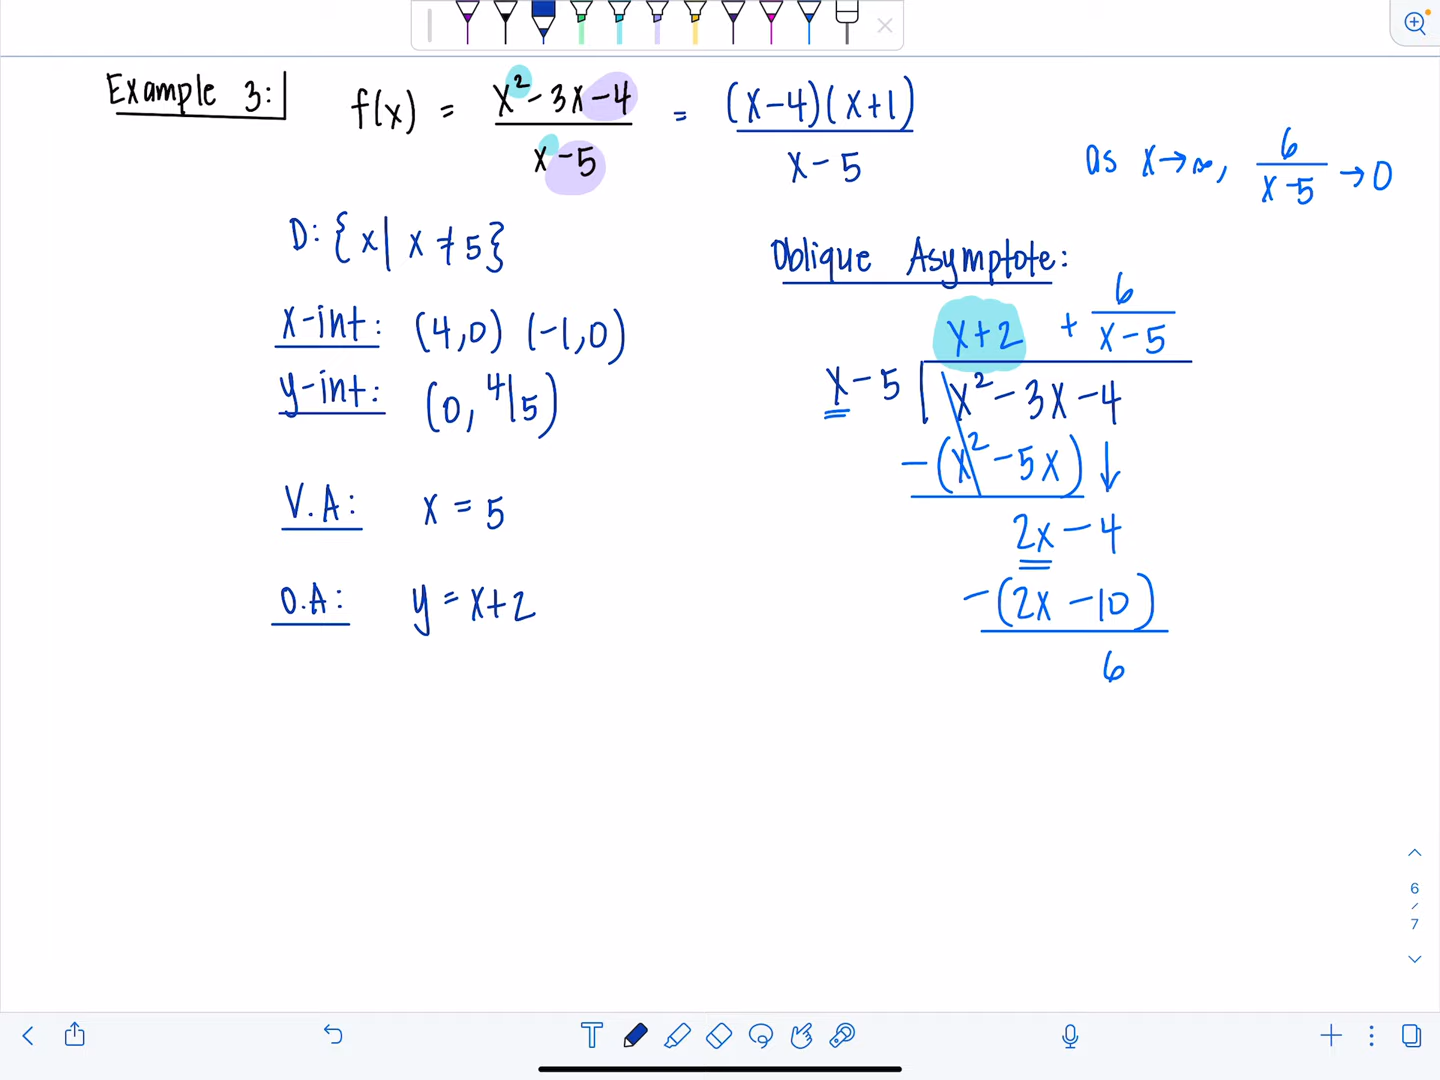 Example 3:
f(x) = (x² - 3x - 4)/(x - 5) = (x-4)(x+1)/(x - 5)
as x→∞, 6/(x-5) → 0
D: {x| x ≠ 5}
x-int: (4,0) (-1,0)
y-int: (0, 4/5)
V.A: x = 5
O.A: y = x+2
Oblique Asymptote:
x+2 + 6/(x-5)
x - 5 x² - 3x - 4
-(x² - 5x) ↓
2x - 4
-(2x - 10)
6
6
/
7
T